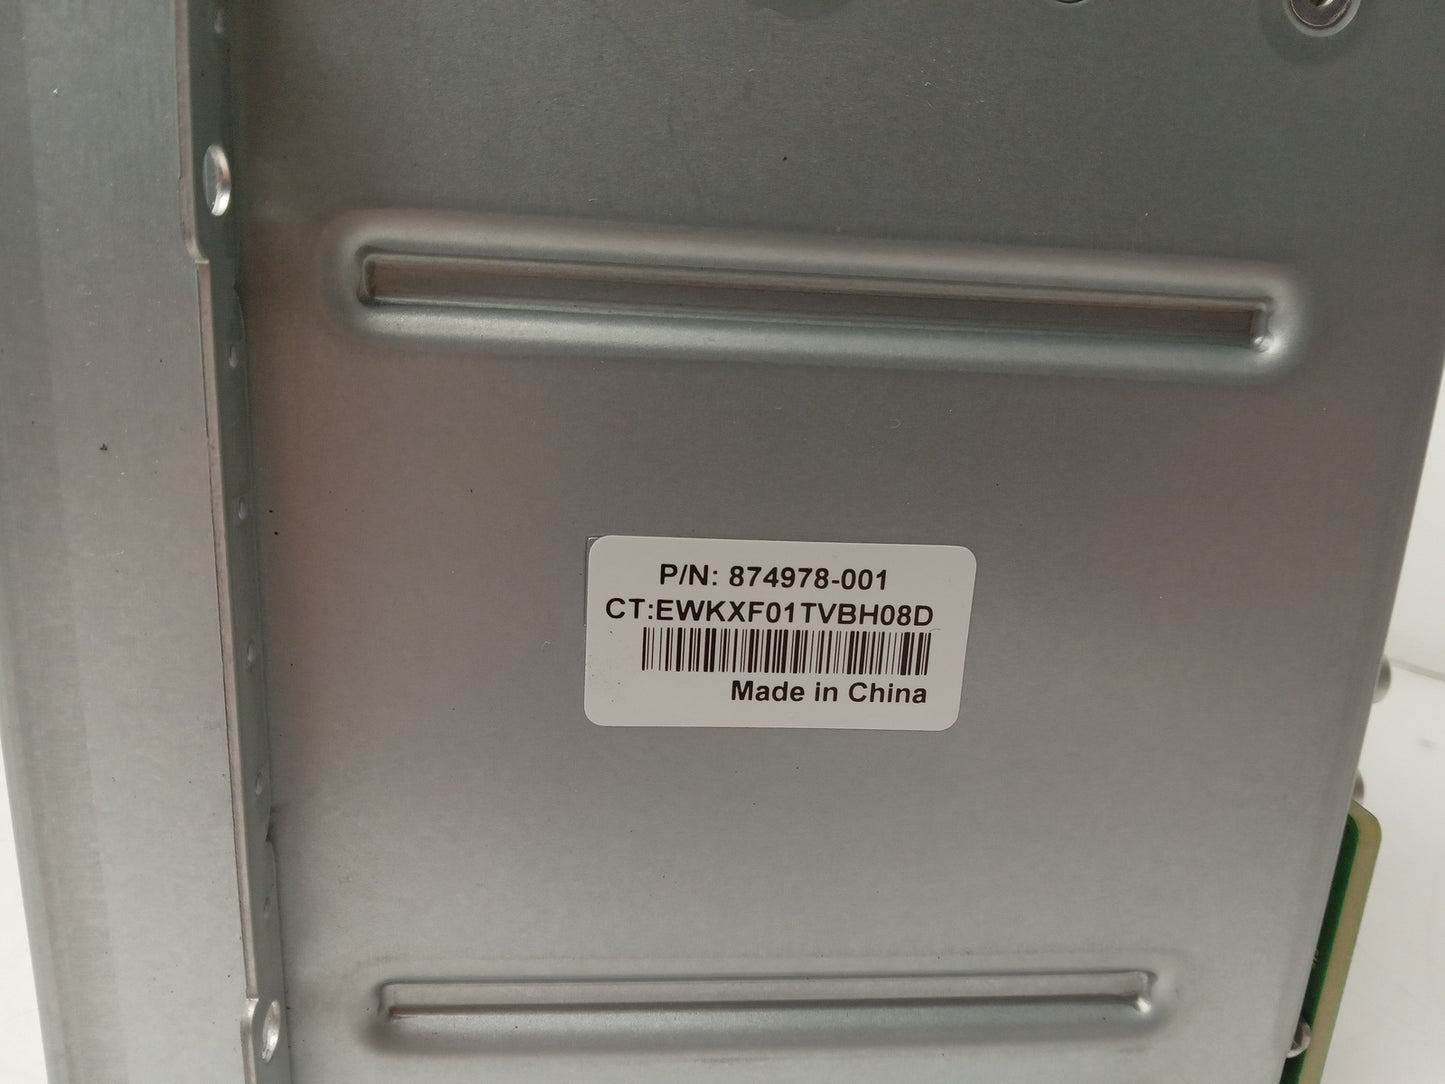 P/N: 874978-001
CT:EWKXF01TVBH08D
Made in China